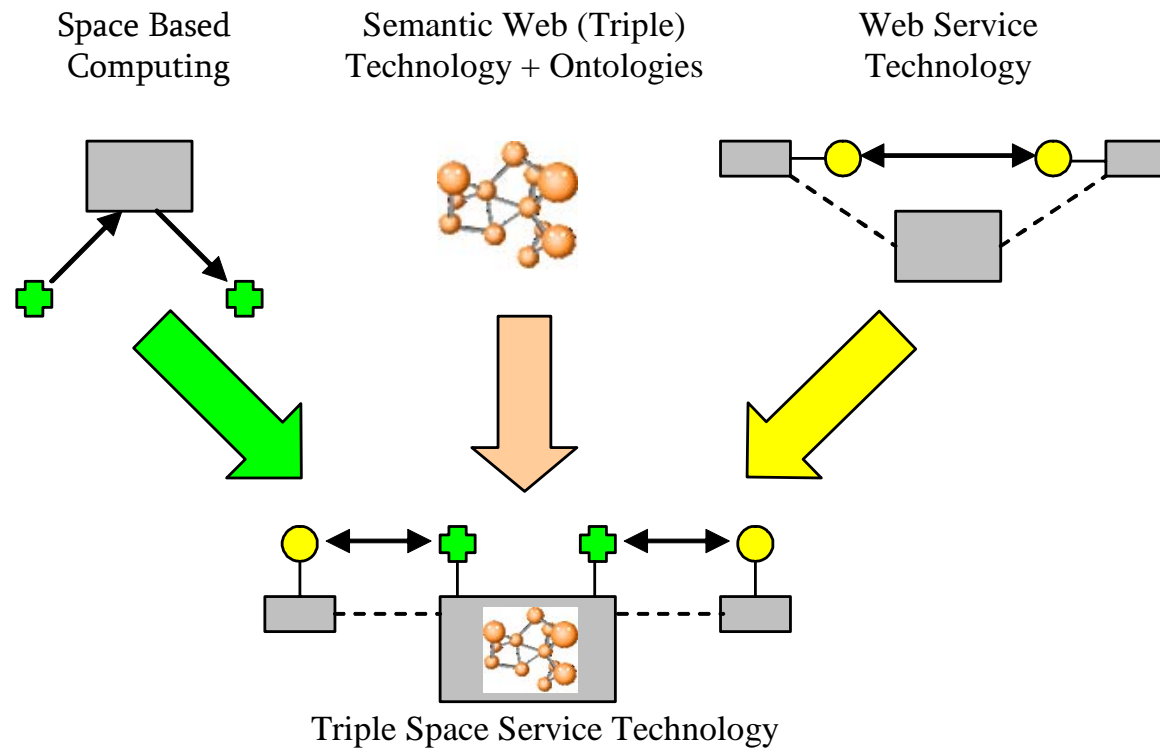 Space Based
Computing
Semantic Web (Triple)
Technology + Ontologies
Web Service
Technology
Triple Space Service Technology